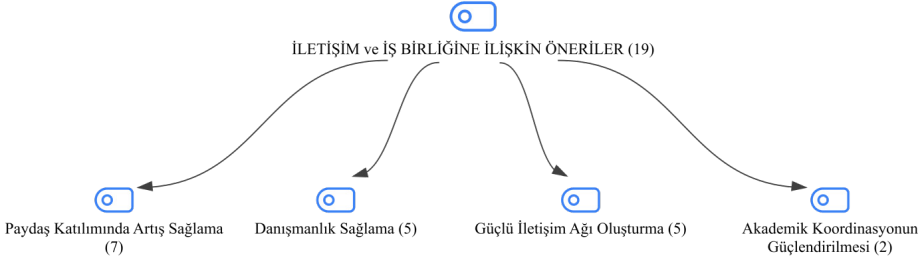 İLETİŞİM ve İŞ BİRLİĞİNE İLİŞKİN ÖNERİLER (19)
Paydaş Katılımında Artış Sağlama
(7)
Danışmanlık Sağlama (5)
Güçlü İletişim Ağı Oluşturma (5)
Akademik Koordinasyonun
Güçlendirilmesi (2)